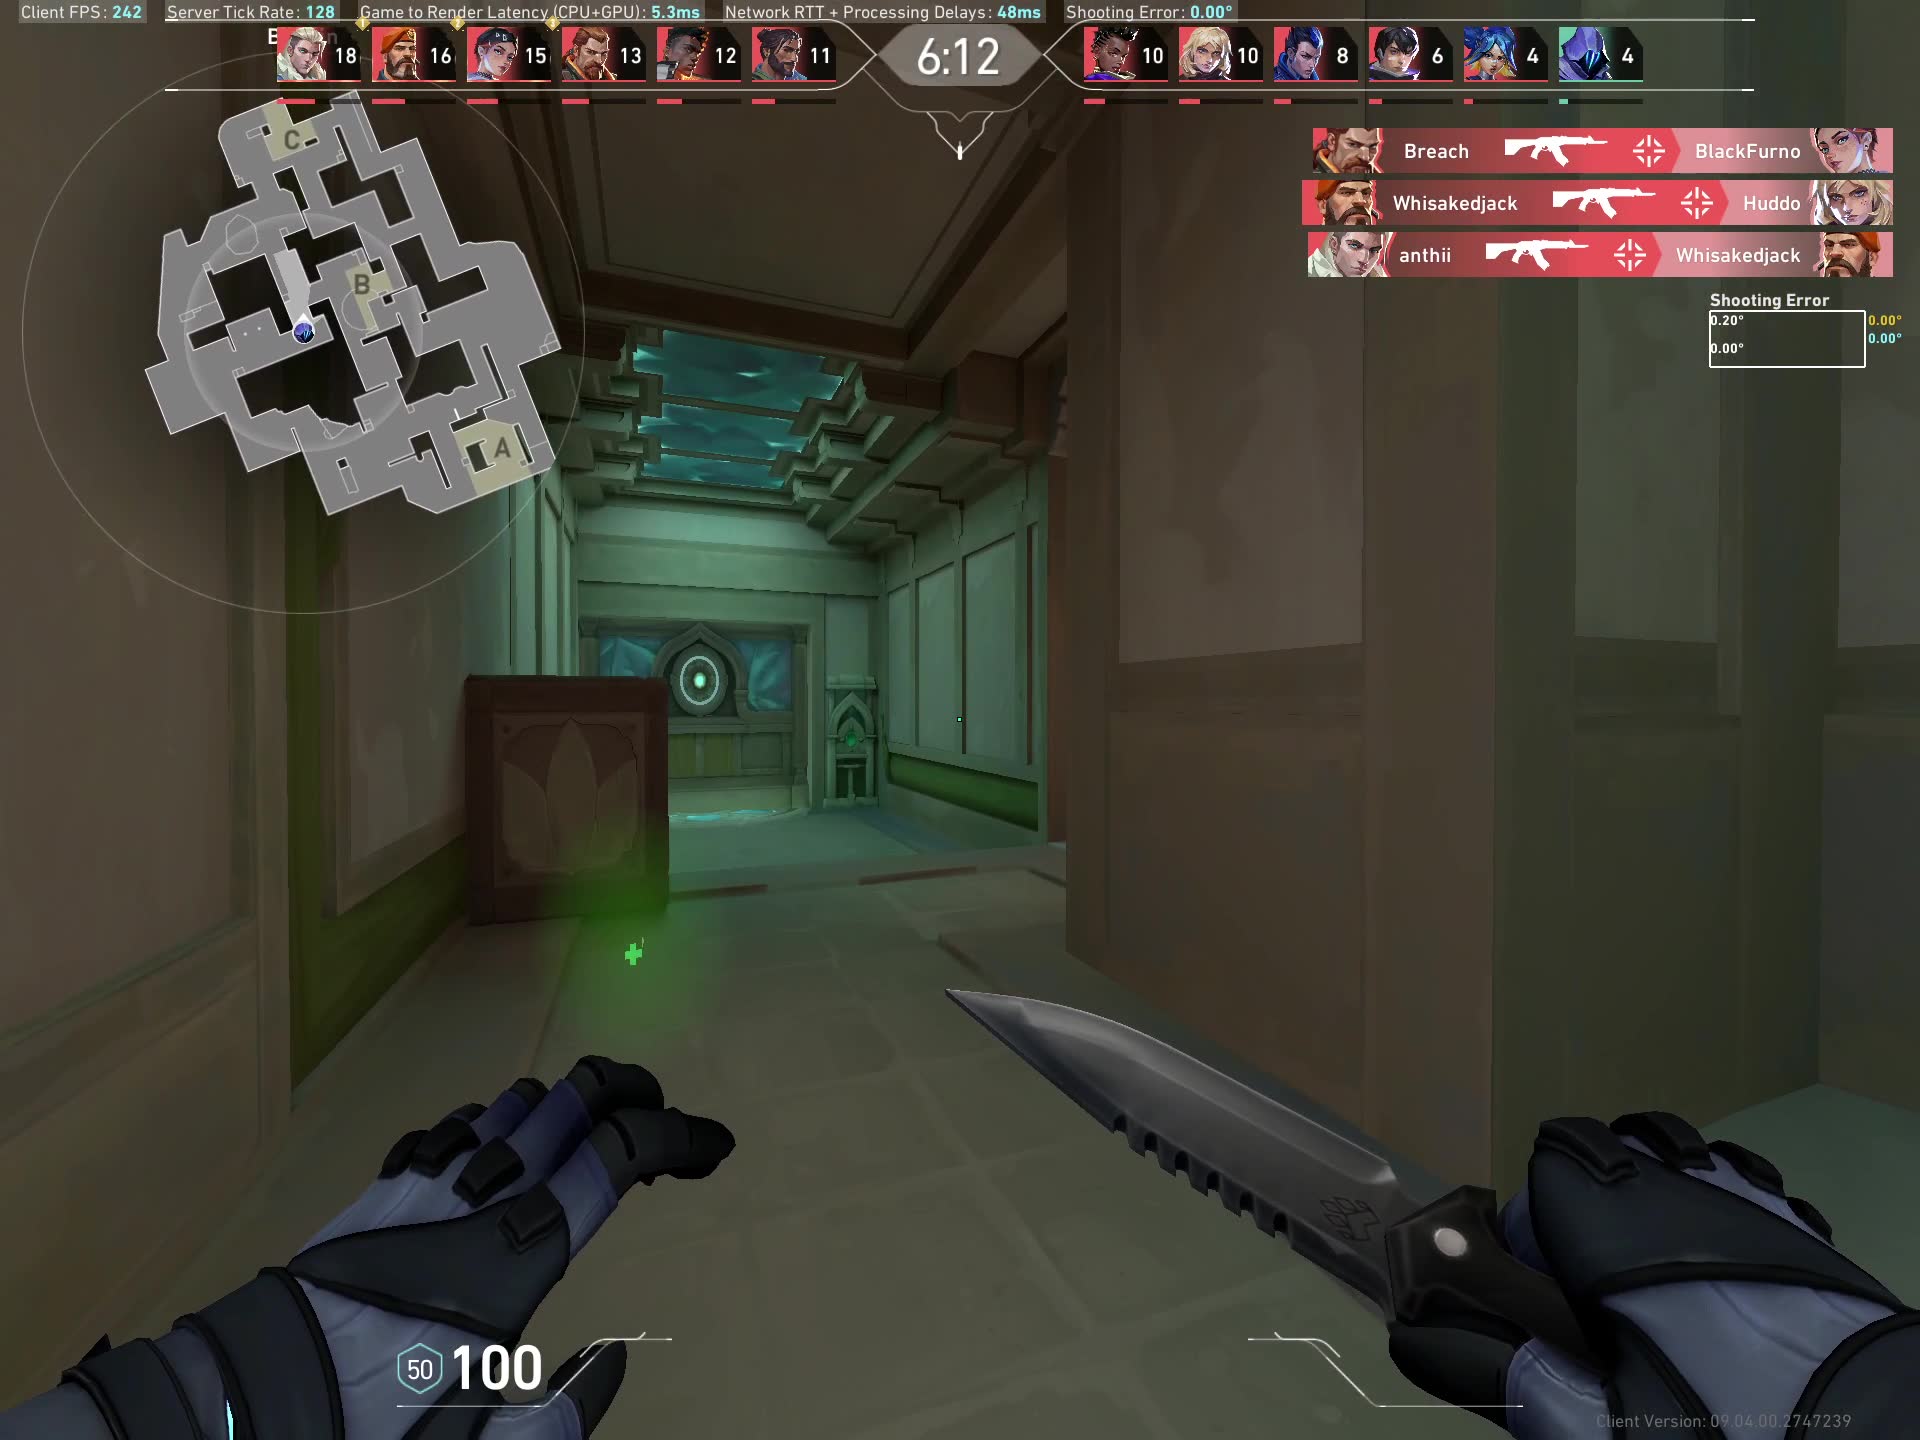 Client FPS: 242 Server Tick Rate: 128 Game to Render Latency (CPU+GPU): 5.3ms Network RTT + Processing Delays: 48ms Shooting Error: 0.00°
18 16 15 13 12 11 6:12 10 10 8 6 4 4
C
B
A
Breach BlackFurno
Whisakedjack Huddo
anthii Whisakedjack
Shooting Error
0.20° 0.00°
0.00° 0.00°
50 100
Client Version: 09.04.00.2747239